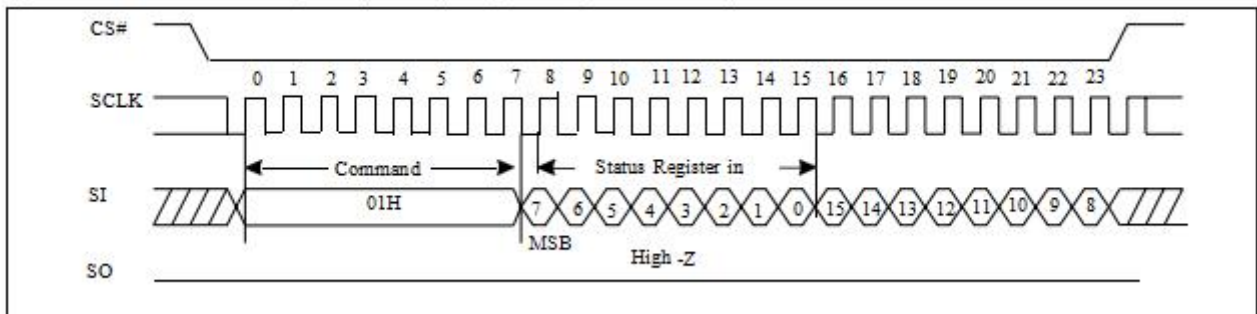 CS#
0 1 2 3 4 5 6 7 8 9 10 11 12 13 14 15 16 17 18 19 20 21 22 23
SCLK
Command Status Register in
SI
01H 7 6 5 4 3 2 1 0 15 14 13 12 11 10 9 8
MSB
High -Z
SO